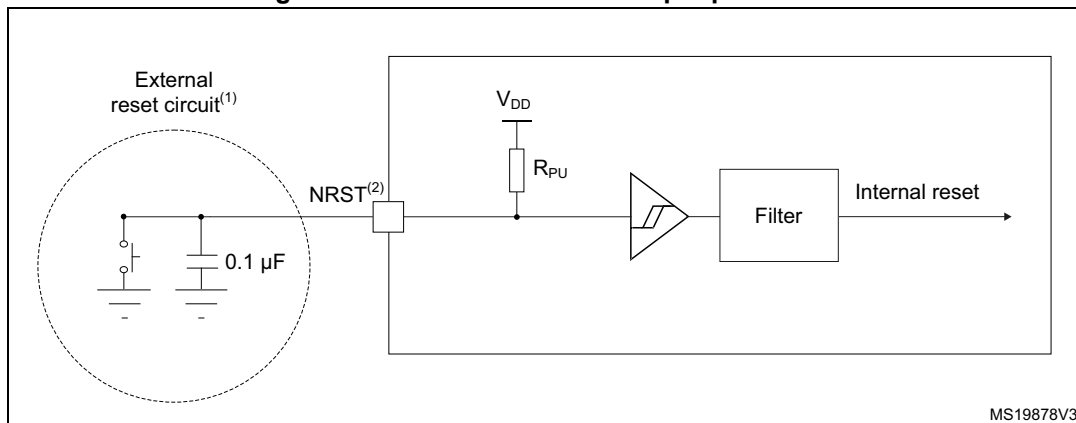 External
reset circuit(1)
VDD
RPU
NRST(2)
Filter
Internal reset
0.1 µF
MS19878V3